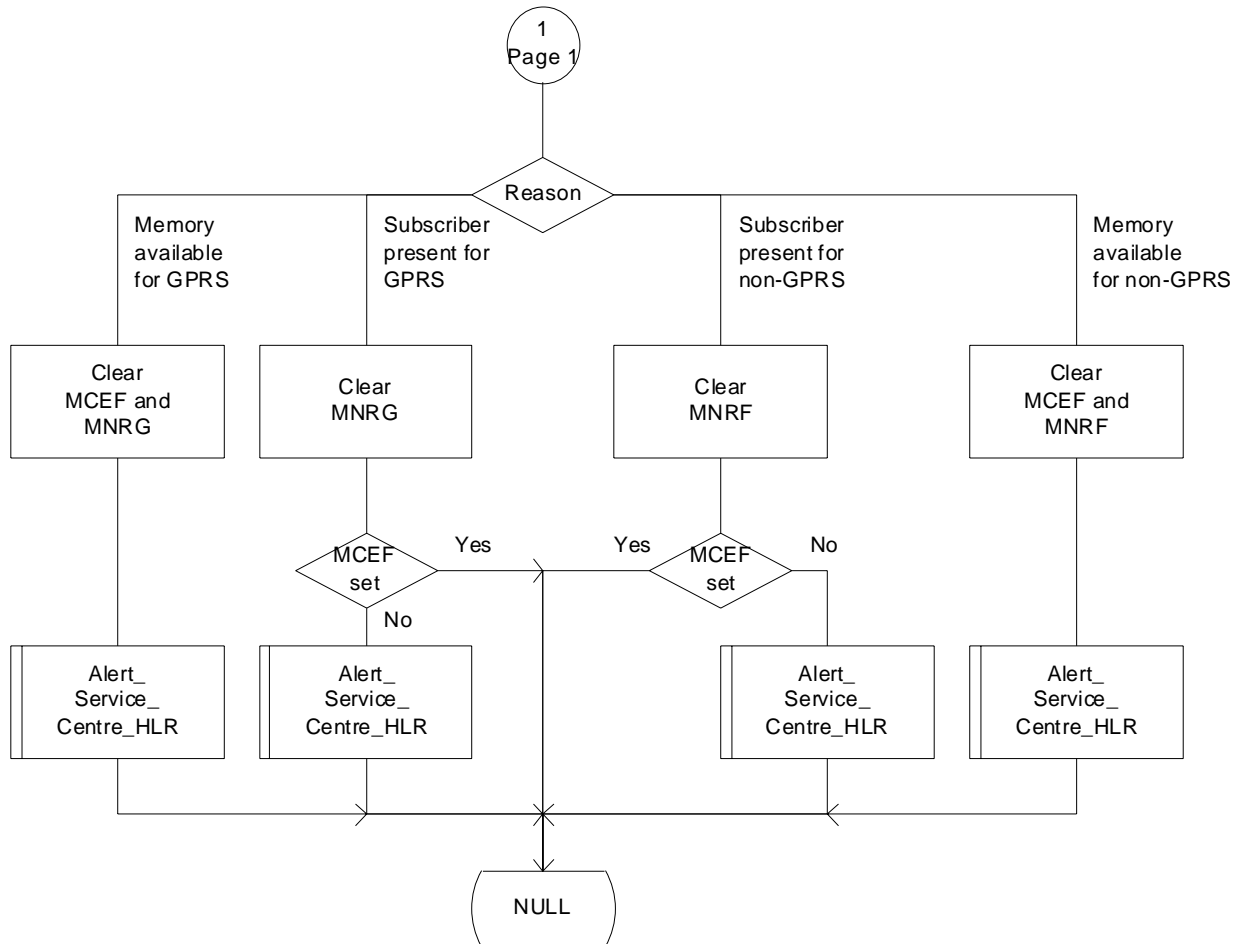 1
Page 1
Reason
Memory
available
for GPRS
Subscriber
present for
GPRS
Subscriber
present for
non-GPRS
Memory
available
for non-GPRS
Clear
MCEF and
MNRG
Clear
MNRG
Clear
MNRF
Clear
MCEF and
MNRF
MCEF
set
Yes
No
Yes
MCEF
set
No
Alert_
Service_
Centre_HLR
Alert_
Service_
Centre_HLR
Alert_
Service_
Centre_HLR
Alert_
Service_
Centre_HLR
NULL